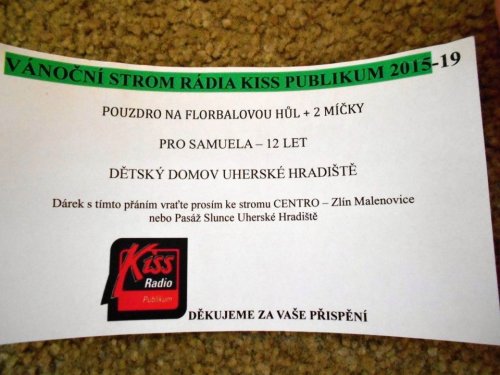 VÁNOČNÍ STROM RÁDIA KISS PUBLIKUM 2015-19
POUZDRO NA FLORBALOVOU HŮL + 2 MÍČKY
PRO SAMUELA – 12 LET
DĚTSKÝ DOMOV UHERSKÉ HRADIŠTĚ
Dárek s tímto přáním vraťte prosím ke stromu CENTRO – Zlín Malenovice
nebo Pasáž Slunce Uherské Hradiště
Kiss
Radio
Publikum
DĚKUJEME ZA VAŠE PŘISPĚNÍ